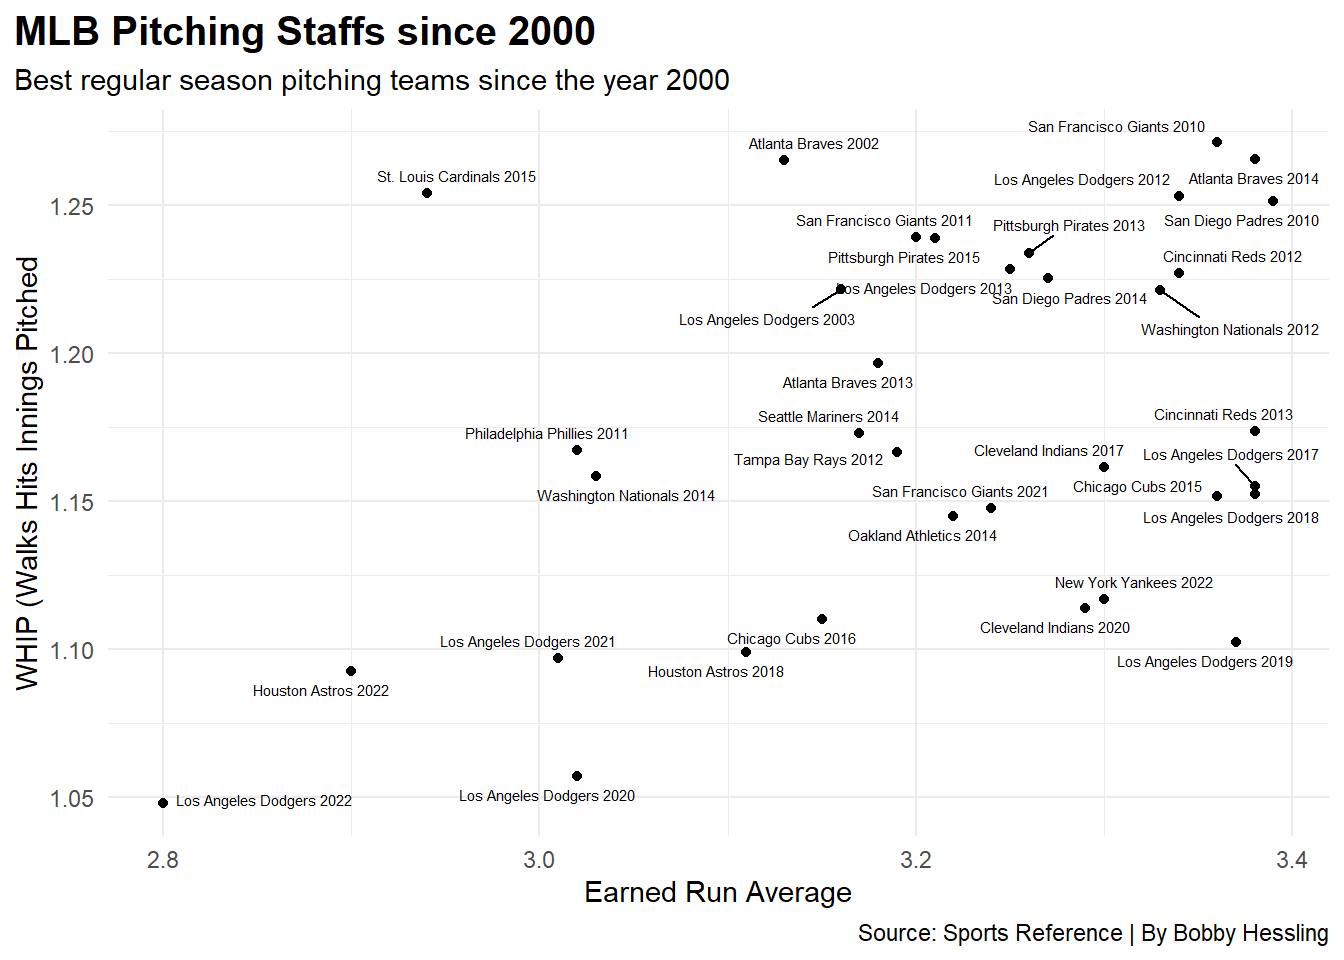 MLB Pitching Staffs since 2000
Best regular season pitching teams since the year 2000
San Francisco Giants 2010
Atlanta Braves 2002
St. Louis Cardinals 2015
Los Angeles Dodgers 2012
Atlanta Braves 2014
San Francisco Giants 2011
Pittsburgh Pirates 2013
San Diego Padres 2010
Pittsburgh Pirates 2015
Cincinnati Reds 2012
Los Angeles Dodgers 2013
San Diego Padres 2014
Los Angeles Dodgers 2003
Washington Nationals 2012
Atlanta Braves 2013
Seattle Mariners 2014
Cincinnati Reds 2013
Philadelphia Phillies 2011
Tampa Bay Rays 2012
Cleveland Indians 2017
Los Angeles Dodgers 2017
Washington Nationals 2014
San Francisco Giants 2021
Chicago Cubs 2015
Los Angeles Dodgers 2018
Oakland Athletics 2014
New York Yankees 2022
Cleveland Indians 2020
Los Angeles Dodgers 2021
Chicago Cubs 2016
Los Angeles Dodgers 2019
Houston Astros 2018
Houston Astros 2022
Los Angeles Dodgers 2020
Los Angeles Dodgers 2022
1.25
1.20
1.15
1.10
1.05
WHIP (Walks Hits Innings Pitched
2.8
3.0
3.2
3.4
Earned Run Average
Source: Sports Reference | By Bobby Hessling